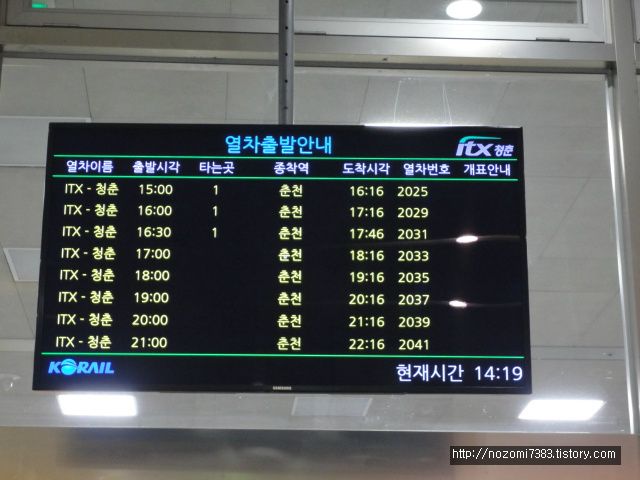 열차출발안내
itx 청춘
열차이름 출발시각 타는곳 종착역 도착시각 열차번호 개표안내
ITX - 청춘 15:00 1 춘천 16:16 2025
ITX - 청춘 16:00 1 춘천 17:16 2029
ITX - 청춘 16:30 1 춘천 17:46 2031
ITX - 청춘 17:00 춘천 18:16 2033
ITX - 청춘 18:00 춘천 19:16 2035
ITX - 청춘 19:00 춘천 20:16 2037
ITX - 청춘 20:00 춘천 21:16 2039
ITX - 청춘 21:00 춘천 22:16 2041
KORAIL
현재시간 14:19
SAMSUNG
http://nozomi7383.tistory.com